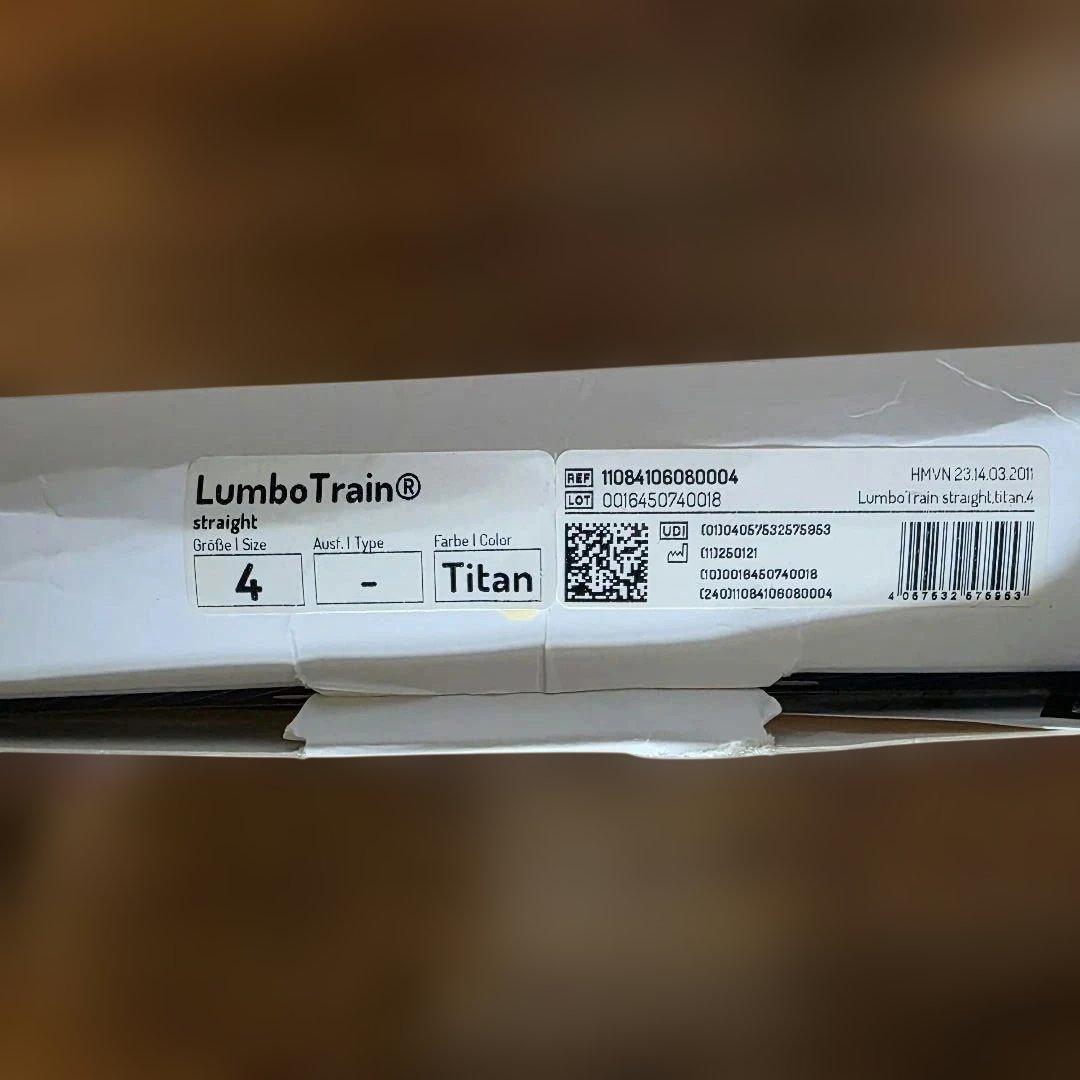 LumboTrain®
straight
Größe | Size
Ausf. | Type
Farbe | Color
4
-
Titan
REF 11084106080004
LOT 0016450740018
HMVN 23.14.03.2011
LumboTrain straight,titan,4
UDI (01)04057532575953
(11)250121
(10)0016450740018
(240)11084106080004
4 057532 575953